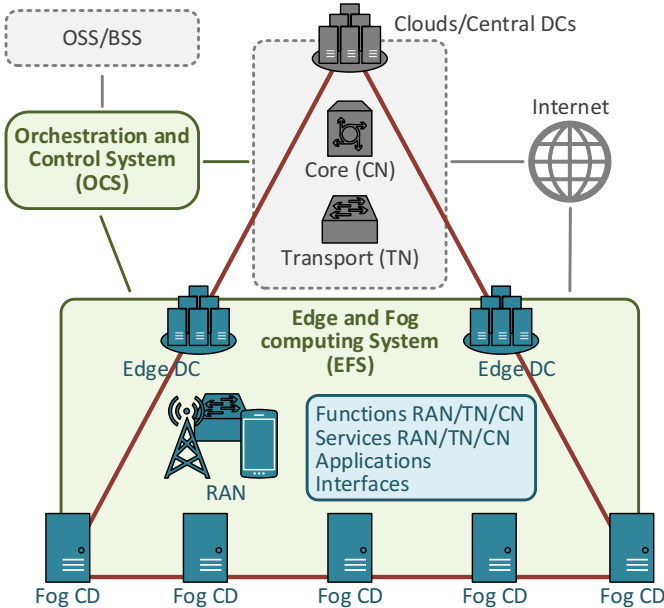 Clouds/Central DCs
OSS/BSS
Internet
Orchestration and
Control System
(OCS)
Core (CN)
Transport (TN)
Edge and Fog
computing System
(EFS)
Edge DC
Edge DC
Functions RAN/TN/CN
Services RAN/TN/CN
Applications
Interfaces
RAN
Fog CD
Fog CD
Fog CD
Fog CD
Fog CD